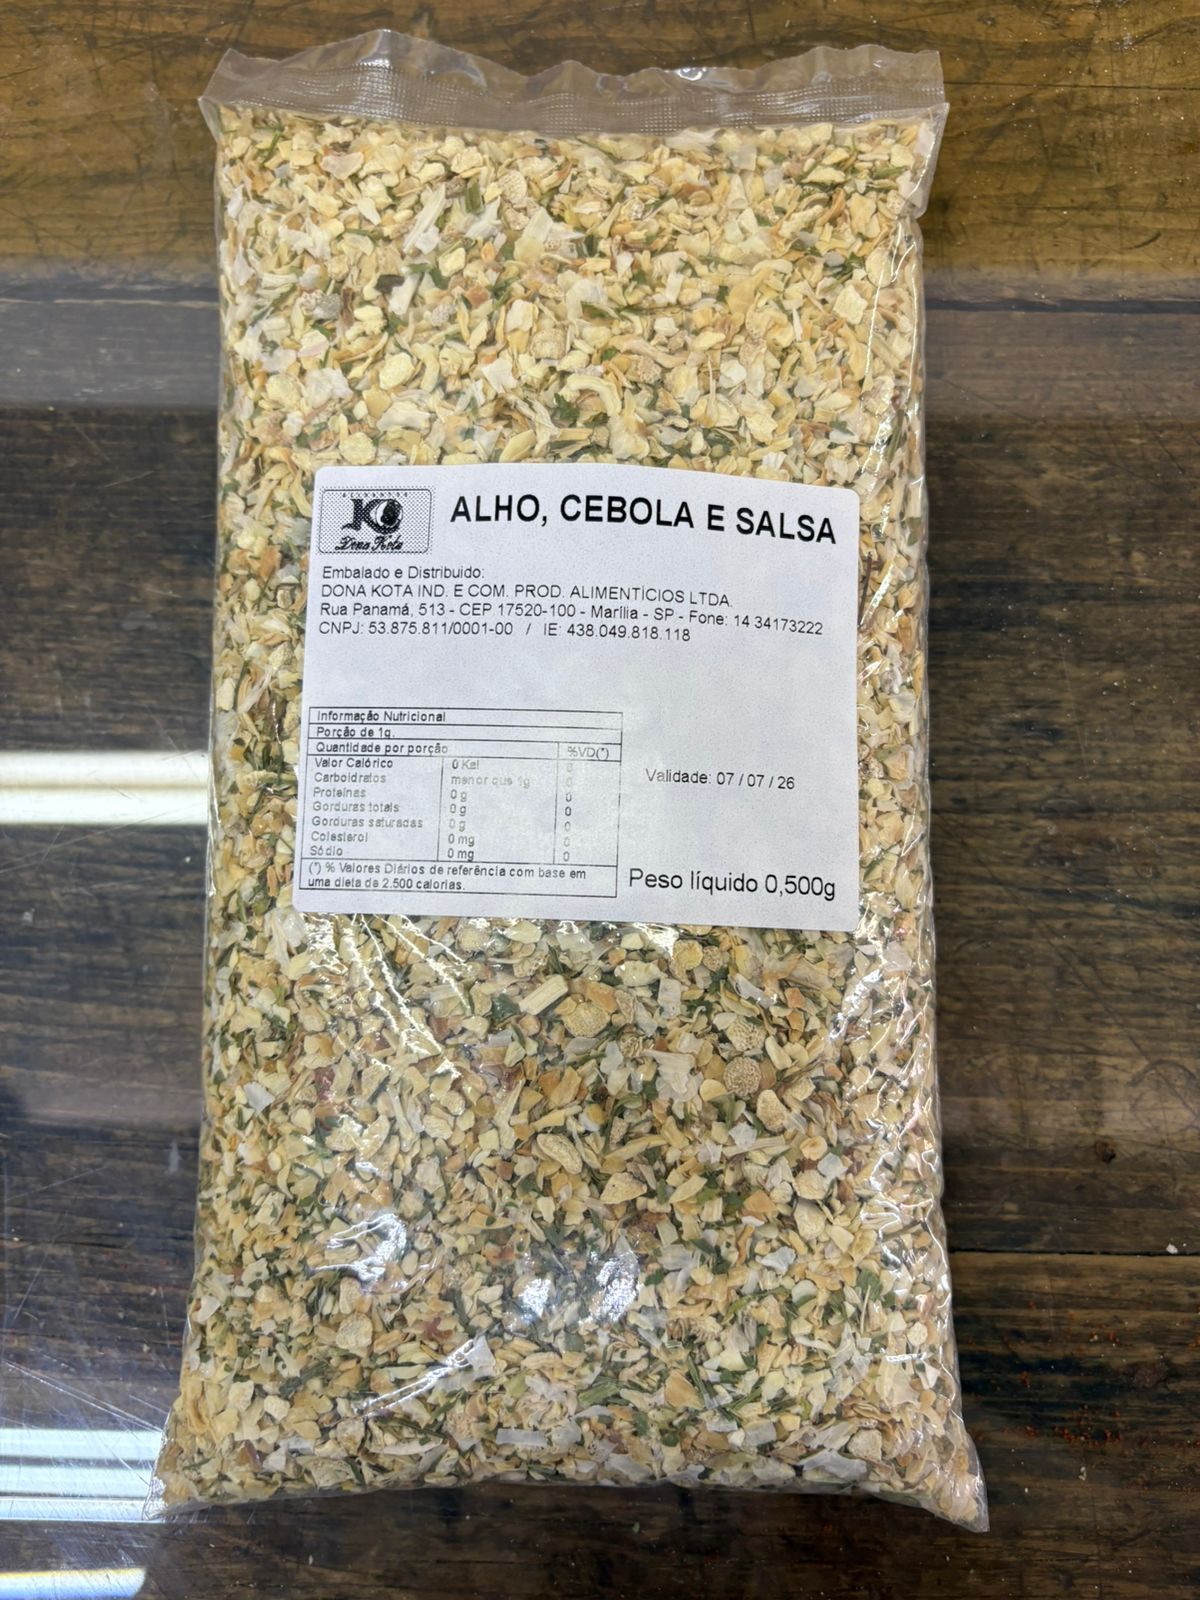 Dona Kota
ALHO, CEBOLA E SALSA
Embalado e Distribuido:
DONA KOTA IND. E COM. PROD. ALIMENTÍCIOS LTDA.
Rua Panamá, 513 - CEP 17520-100 - Marília - SP - Fone: 14 34173222
CNPJ: 53.875.811/0001-00 / IE: 438.049.818.118
Informação Nutricional
Porção de 1g.
Quantidade por porção %VD(*)
Valor Calórico 0 Kal 0
Carboidratos menor que 1g 0
Proteínas 0 g 0
Gorduras totais 0 g 0
Gorduras saturadas 0 g 0
Colesterol 0 mg 0
Sódio 0 mg 0
(*) % Valores Diários de referência com base em
uma dieta de 2.500 calorias.
Validade: 07 / 07 / 26
Peso líquido 0,500g